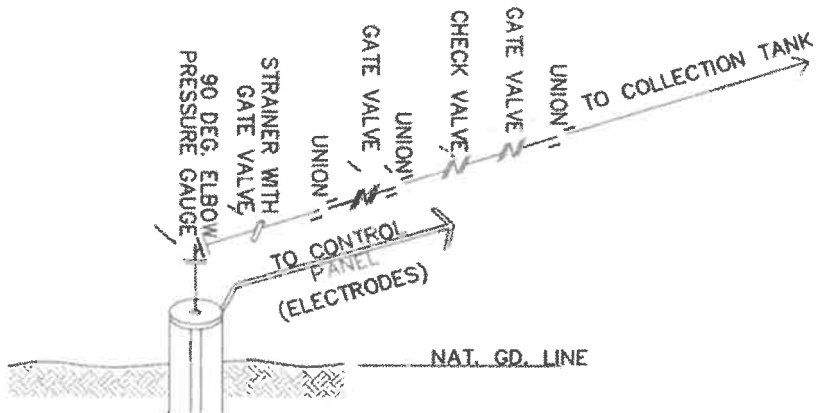 PRESSURE GAUGE
90 DEG. ELBOW
STRAINER WITH
GATE VALVE
UNION
GATE VALVE
UNION
CHECK VALVE
GATE VALVE
UNION
TO COLLECTION TANK
TO CONTROL
PANEL
(ELECTRODES)
NAT. GD. LINE